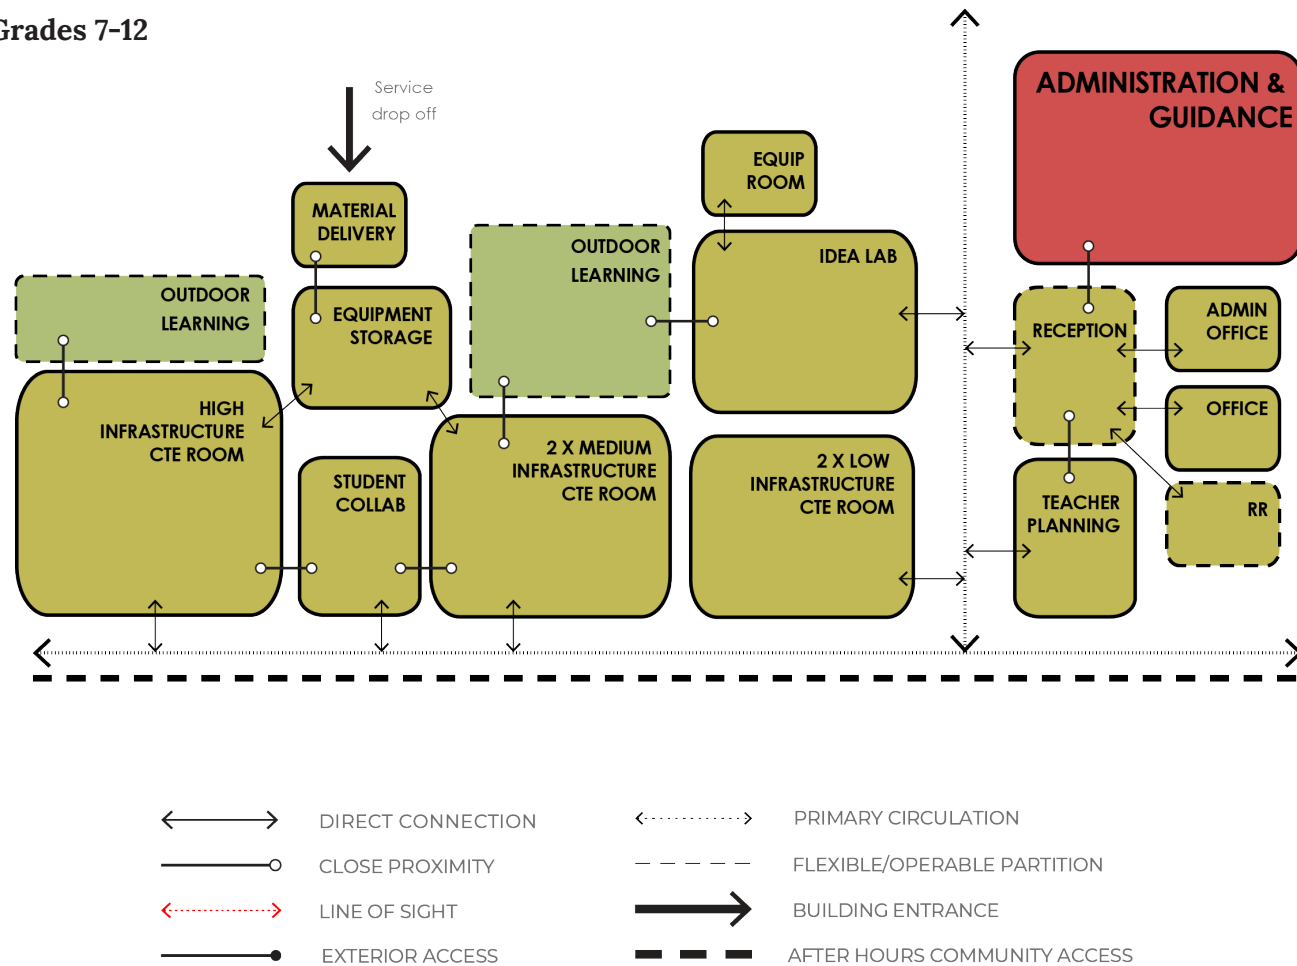 Grades 7-12
Service
drop off
ADMINISTRATION &
GUIDANCE
EQUIP
ROOM
MATERIAL
DELIVERY
OUTDOOR
LEARNING
IDEA LAB
OUTDOOR
LEARNING
EQUIPMENT
STORAGE
RECEPTION
ADMIN
OFFICE
HIGH
INFRASTRUCTURE
CTE ROOM
OFFICE
2 X MEDIUM
INFRASTRUCTURE
CTE ROOM
2 X LOW
INFRASTRUCTURE
CTE ROOM
STUDENT
COLLAB
TEACHER
PLANNING
RR
DIRECT CONNECTION
CLOSE PROXIMITY
LINE OF SIGHT
EXTERIOR ACCESS
PRIMARY CIRCULATION
FLEXIBLE/OPERABLE PARTITION
BUILDING ENTRANCE
AFTER HOURS COMMUNITY ACCESS